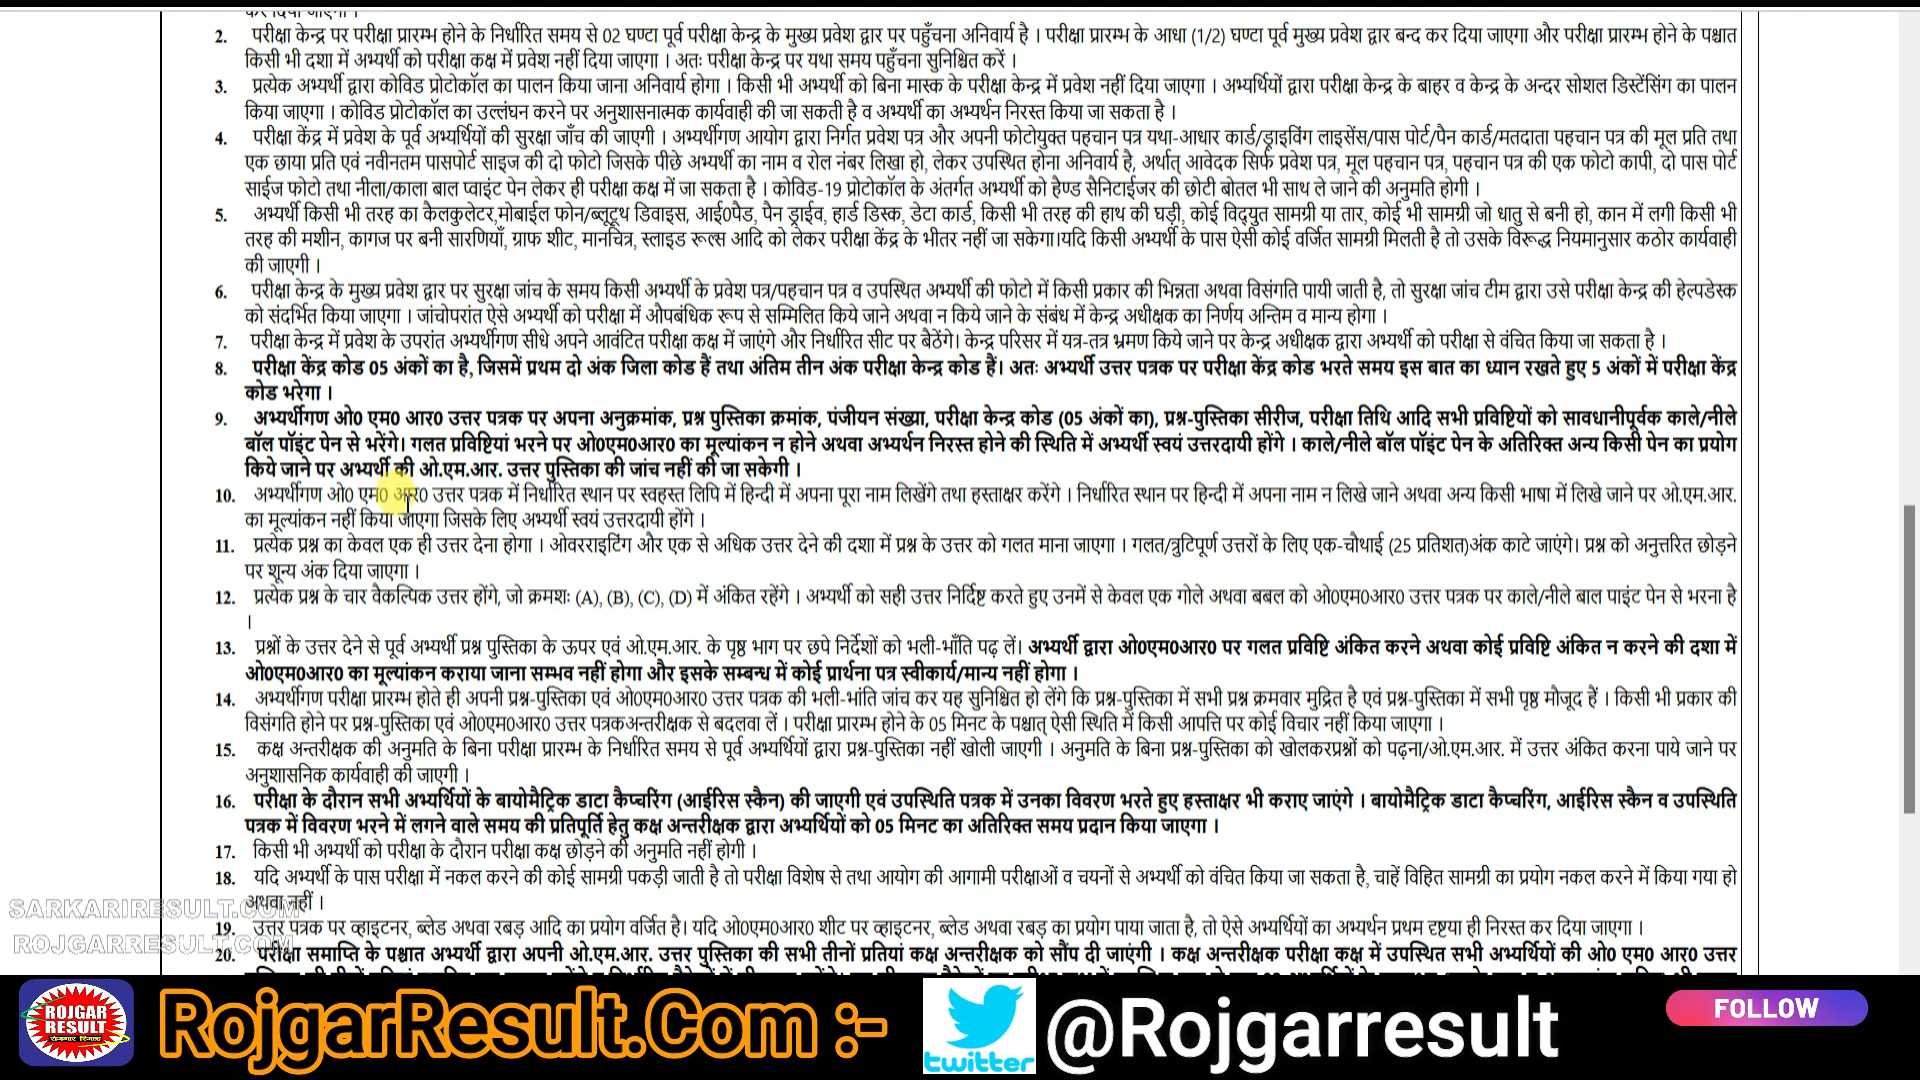 2. परीक्षा केन्द्र पर परीक्षा प्रारम्भ होने के निर्धारित समय से 02 घण्टा पूर्व परीक्षा केन्द्र के मुख्य प्रवेश द्वार पर पहुँचना अनिवार्य है । परीक्षा प्रारम्भ के आधा (1/2) घण्टा पूर्व मुख्य प्रवेश द्वार बन्द कर दिया जाएगा और परीक्षा प्रारम्भ होने के पश्चात
किसी भी दशा में अभ्यर्थी को परीक्षा कक्ष में प्रवेश नहीं दिया जाएगा । अतः परीक्षा केन्द्र पर यथा समय पहुँचना सुनिश्चित करें ।
3. प्रत्येक अभ्यर्थी द्वारा कोविड प्रोटोकॉल का पालन किया जाना अनिवार्य होगा । किसी भी अभ्यर्थी को बिना मास्क के परीक्षा केन्द्र में प्रवेश नहीं दिया जाएगा । अभ्यर्थियों द्वारा परीक्षा केन्द्र के बाहर व केन्द्र के अन्दर सोशल डिस्टेंसिंग का पालन
किया जाएगा । कोविड प्रोटोकॉल का उल्लंघन करने पर अनुशासनात्मक कार्यवाही की जा सकती है व अभ्यर्थी का अभ्यर्थन निरस्त किया जा सकता है ।
4. परीक्षा केंद्र में प्रवेश के पूर्व अभ्यर्थियों की सुरक्षा जाँच की जाएगी । अभ्यर्थीगण आयोग द्वारा निर्गत प्रवेश पत्र और अपनी फोटोयुक्त पहचान पत्र यथा-आधार कार्ड/ड्राइविंग लाइसेंस/पास पोर्ट/पैन कार्ड/मतदाता पहचान पत्र की मूल प्रति तथा
एक छाया प्रति एवं नवीनतम पासपोर्ट साइज की दो फोटो जिसके पीछे अभ्यर्थी का नाम व रोल नंबर लिखा हो, लेकर उपस्थित होना अनिवार्य है, अर्थात् आवेदक सिर्फ प्रवेश पत्र, मूल पहचान पत्र, पहचान पत्र की एक फोटो कापी, दो पास पोर्ट
साईज फोटो तथा नीला/काला बाल प्वाइंट पेन लेकर ही परीक्षा कक्ष में जा सकता है । कोविड-19 प्रोटोकॉल के अंतर्गत अभ्यर्थी को हैण्ड सैनिटाईजर की छोटी बोतल भी साथ ले जाने की अनुमति होगी ।
5. अभ्यर्थी किसी भी तरह का कैलकुलेटर,मोबाईल फोन/ब्लूटूथ डिवाइस, आई0पैड, पैन ड्राईव, हार्ड डिस्क, डेटा कार्ड, किसी भी तरह की हाथ की घड़ी, कोई विद्युत सामग्री या तार, कोई भी सामग्री जो धातु से बनी हो, कान में लगी किसी भी
तरह की मशीन, कागज पर बनी सारणियाँ, ग्राफ शीट, मानचित्र, स्लाइड रूल्स आदि को लेकर परीक्षा केंद्र के भीतर नहीं जा सकेगा।यदि किसी अभ्यर्थी के पास ऐसी कोई वर्जित सामग्री मिलती है तो उसके विरूद्ध नियमानुसार कठोर कार्यवाही
की जाएगी ।
6. परीक्षा केन्द्र के मुख्य प्रवेश द्वार पर सुरक्षा जांच के समय किसी अभ्यर्थी के प्रवेश पत्र/पहचान पत्र व उपस्थित अभ्यर्थी की फोटो में किसी प्रकार की भिन्नता अथवा विसंगति पायी जाती है, तो सुरक्षा जांच टीम द्वारा उसे परीक्षा केन्द्र की हेल्पडेस्क
को संदर्भित किया जाएगा । जांचोपरांत ऐसे अभ्यर्थी को परीक्षा में औपबंधिक रूप से सम्मिलित किये जाने अथवा न किये जाने के संबंध में केन्द्र अधीक्षक का निर्णय अन्तिम व मान्य होगा ।
7. परीक्षा केन्द्र में प्रवेश के उपरांत अभ्यर्थीगण सीधे अपने आवंटित परीक्षा कक्ष में जाएंगे और निर्धारित सीट पर बैठेंगे। केन्द्र परिसर में यत्र-तत्र भ्रमण किये जाने पर केन्द्र अधीक्षक द्वारा अभ्यर्थी को परीक्षा से वंचित किया जा सकता है ।
8. परीक्षा केंद्र कोड 05 अंकों का है, जिसमें प्रथम दो अंक जिला कोड हैं तथा अंतिम तीन अंक परीक्षा केन्द्र कोड हैं। अतः अभ्यर्थी उत्तर पत्रक पर परीक्षा केंद्र कोड भरते समय इस बात का ध्यान रखते हुए 5 अंकों में परीक्षा केंद्र
कोड भरेगा ।
9. अभ्यर्थीगण ओ0 एम0 आर0 उत्तर पत्रक पर अपना अनुक्रमांक, प्रश्न पुस्तिका क्रमांक, पंजीयन संख्या, परीक्षा केन्द्र कोड (05 अंकों का), प्रश्न-पुस्तिका सीरीज, परीक्षा तिथि आदि सभी प्रविष्टियों को सावधानीपूर्वक काले/नीले
बॉल पॉइंट पेन से भरेंगे। गलत प्रविष्टियां भरने पर ओ0एम0आर0 का मूल्यांकन न होने अथवा अभ्यर्थन निरस्त होने की स्थिति में अभ्यर्थी स्वयं उत्तरदायी होंगे । काले/नीले बॉल पॉइंट पेन के अतिरिक्त अन्य किसी पेन का प्रयोग
किये जाने पर अभ्यर्थी की ओ.एम.आर. उत्तर पुस्तिका की जांच नहीं की जा सकेगी ।
10. अभ्यर्थीगण ओ0 एम0 आर0 उत्तर पत्रक में निर्धारित स्थान पर स्वहस्त लिपि में हिन्दी में अपना पूरा नाम लिखेंगे तथा हस्ताक्षर करेंगे । निर्धारित स्थान पर हिन्दी में अपना नाम न लिखे जाने अथवा अन्य किसी भाषा में लिखे जाने पर ओ.एम.आर.
का मूल्यांकन नहीं किया जाएगा जिसके लिए अभ्यर्थी स्वयं उत्तरदायी होंगे ।
11. प्रत्येक प्रश्न का केवल एक ही उत्तर देना होगा । ओवरराइटिंग और एक से अधिक उत्तर देने की दशा में प्रश्न के उत्तर को गलत माना जाएगा । गलत/त्रुटिपूर्ण उत्तरों के लिए एक-चौथाई (25 प्रतिशत)अंक काटे जाएंगे। प्रश्न को अनुत्तरित छोड़ने
पर शून्य अंक दिया जाएगा ।
12. प्रत्येक प्रश्न के चार वैकल्पिक उत्तर होंगे, जो क्रमशः (A), (B), (C), (D) में अंकित रहेंगे । अभ्यर्थी को सही उत्तर निर्दिष्ट करते हुए उनमें से केवल एक गोले अथवा बबल को ओ0एम0आर0 उत्तर पत्रक पर काले/नीले बाल पाइंट पेन से भरना है
।
13. प्रश्नों के उत्तर देने से पूर्व अभ्यर्थी प्रश्न पुस्तिका के ऊपर एवं ओ.एम.आर. के पृष्ठ भाग पर छपे निर्देशों को भली-भाँति पढ़ लें। अभ्यर्थी द्वारा ओ0एम0आर0 पर गलत प्रविष्टि अंकित करने अथवा कोई प्रविष्टि अंकित न करने की दशा में
ओ0एम0आर0 का मूल्यांकन कराया जाना सम्भव नहीं होगा और इसके सम्बन्ध में कोई प्रार्थना पत्र स्वीकार्य/मान्य नहीं होगा ।
14. अभ्यर्थीगण परीक्षा प्रारम्भ होते ही अपनी प्रश्न-पुस्तिका एवं ओ0एम0आर0 उत्तर पत्रक की भली-भांति जांच कर यह सुनिश्चित हो लेंगे कि प्रश्न-पुस्तिका में सभी प्रश्न क्रमवार मुद्रित है एवं प्रश्न-पुस्तिका में सभी पृष्ठ मौजूद हैं । किसी भी प्रकार की
विसंगति होने पर प्रश्न-पुस्तिका एवं ओ0एम0आर0 उत्तर पत्रकअन्तरीक्षक से बदलवा लें । परीक्षा प्रारम्भ होने के 05 मिनट के पश्चात् ऐसी स्थिति में किसी आपत्ति पर कोई विचार नहीं किया जाएगा ।
15. कक्ष अन्तरीक्षक की अनुमति के बिना परीक्षा प्रारम्भ के निर्धारित समय से पूर्व अभ्यर्थियों द्वारा प्रश्न-पुस्तिका नहीं खोली जाएगी । अनुमति के बिना प्रश्न-पुस्तिका को खोलकरप्रश्नों को पढ़ना/ओ.एम.आर. में उत्तर अंकित करना पाये जाने पर
अनुशासनिक कार्यवाही की जाएगी ।
16. परीक्षा के दौरान सभी अभ्यर्थियों के बायोमैट्रिक डाटा कैप्चरिंग (आईरिस स्कैन) की जाएगी एवं उपस्थिति पत्रक में उनका विवरण भरते हुए हस्ताक्षर भी कराए जाएंगे । बायोमैट्रिक डाटा कैप्चरिंग, आईरिस स्कैन व उपस्थिति
पत्रक में विवरण भरने में लगने वाले समय की प्रतिपूर्ति हेतु कक्ष अन्तरीक्षक द्वारा अभ्यर्थियों को 05 मिनट का अतिरिक्त समय प्रदान किया जाएगा ।
17. किसी भी अभ्यर्थी को परीक्षा के दौरान परीक्षा कक्ष छोड़ने की अनुमति नहीं होगी ।
18. यदि अभ्यर्थी के पास परीक्षा में नकल करने की कोई सामग्री पकड़ी जाती है तो परीक्षा विशेष से तथा आयोग की आगामी परीक्षाओं व चयनों से अभ्यर्थी को वंचित किया जा सकता है, चाहें विहित सामग्री का प्रयोग नकल करने में किया गया हो
अथवा नहीं ।
SARKARIRESULT.COM
19. उत्तर पत्रक पर व्हाइटनर, ब्लेड अथवा रबड़ आदि का प्रयोग वर्जित है। यदि ओ0एम0आर0 शीट पर व्हाइटनर, ब्लेड अथवा रबड़ का प्रयोग पाया जाता है, तो ऐसे अभ्यर्थियों का अभ्यर्थन प्रथम दृष्टया ही निरस्त कर दिया जाएगा ।
ROJGARRESULT.COM
20. परीक्षा समाप्ति के पश्चात अभ्यर्थी द्वारा अपनी ओ.एम.आर. उत्तर पुस्तिका की सभी तीनों प्रतियां कक्ष अन्तरीक्षक को सौंप दी जाएंगी । कक्ष अन्तरीक्षक परीक्षा कक्ष में उपस्थित सभी अभ्यर्थियों की ओ0 एम0 आर0 उत्तर
ROJGAR
RESULT
रोजगार रिजल्ट
RojgarResult.Com :-
twitter
@Rojgarresult
FOLLOW